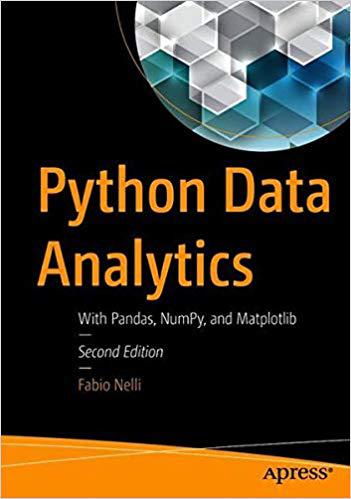 Python Data
Analytics
With Pandas, NumPy, and Matplotlib
Second Edition
Fabio Nelli
Apress®